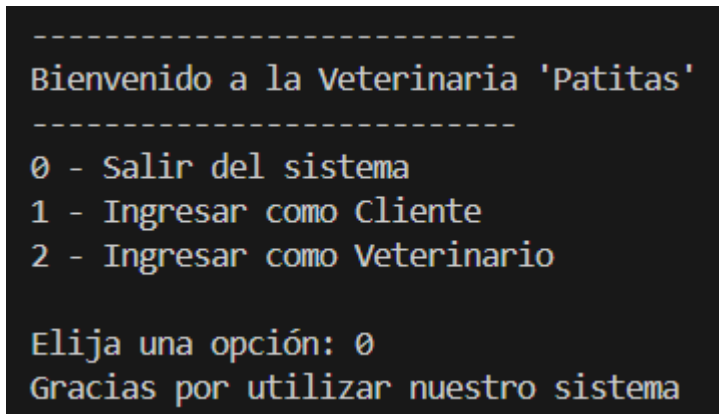 ---------------------------
Bienvenido a la Veterinaria 'Patitas'
---------------------------
0 - Salir del sistema
1 - Ingresar como Cliente
2 - Ingresar como Veterinario
Elija una opción: 0
Gracias por utilizar nuestro sistema